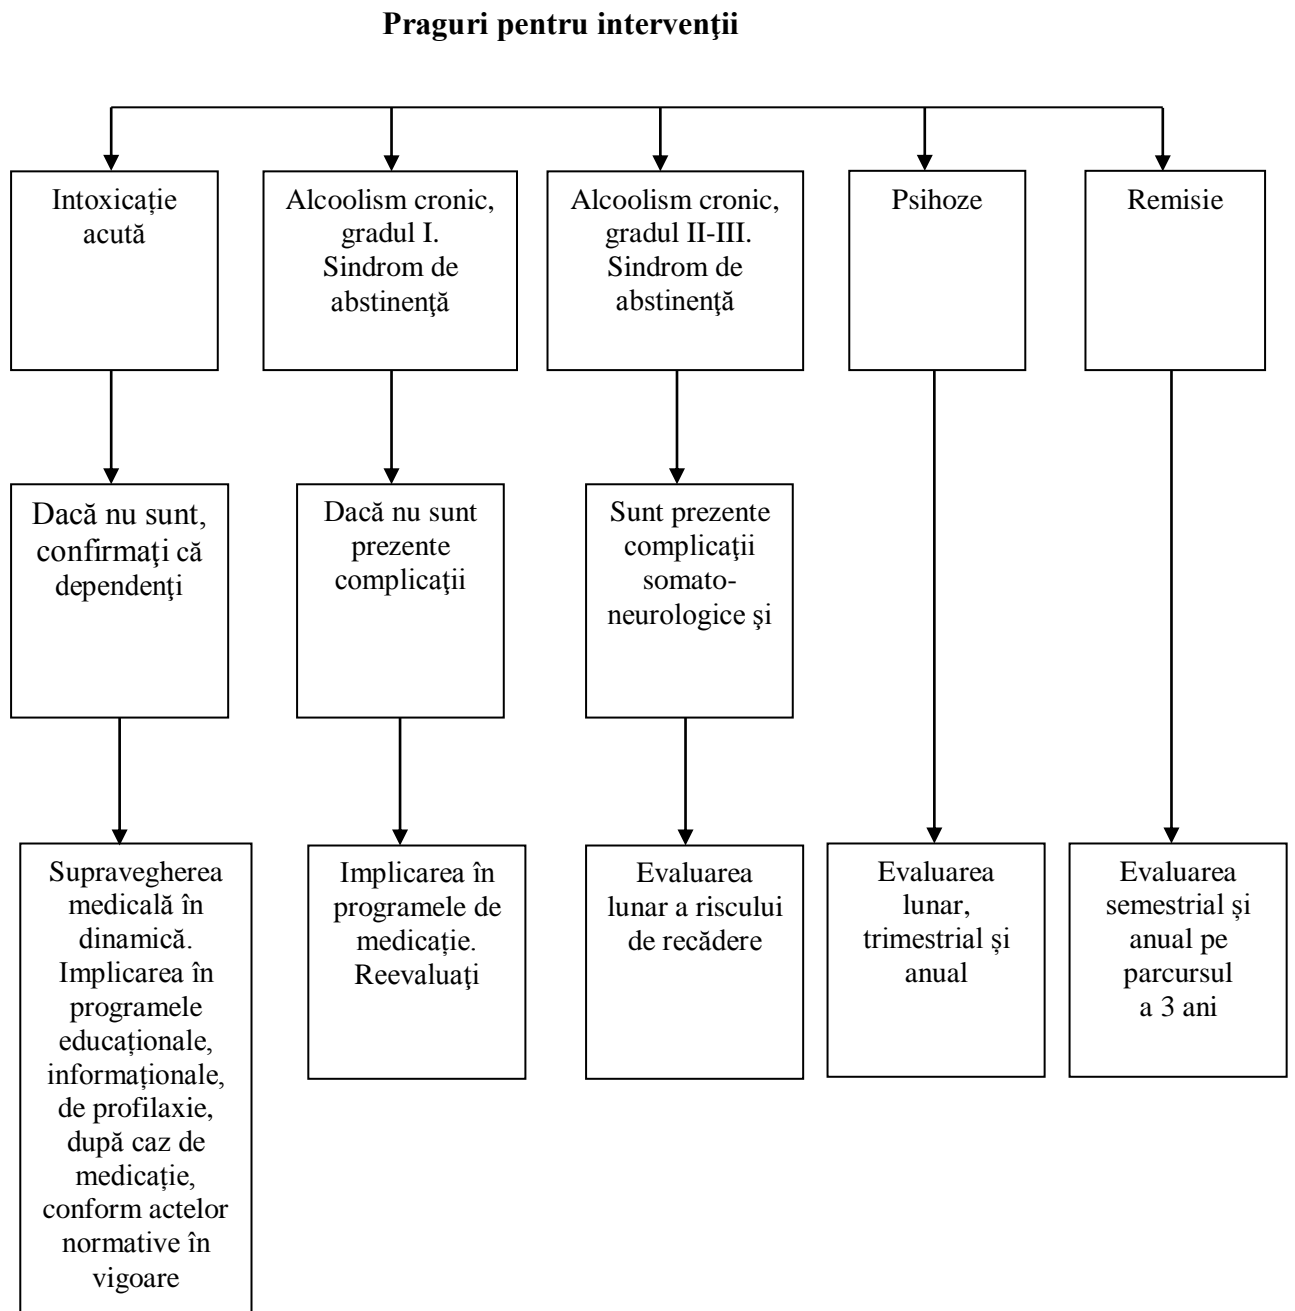 Praguri pentru intervenţii
Intoxicație
acută
Alcoolism cronic,
gradul I.
Sindrom de
abstinenţă
Alcoolism cronic,
gradul II-III.
Sindrom de
abstinenţă
Psihoze
Remisie
Dacă nu sunt,
confirmaţi că
dependenţi
Dacă nu sunt
prezente
complicaţii
Sunt prezente
complicaţii
somato-
neurologice şi
Supravegherea
medicală în
dinamică.
Implicarea în
programele
educaționale,
informaționale,
de profilaxie,
după caz de
medicație,
conform actelor
normative în
vigoare
Implicarea în
programele de
medicație.
Reevaluaţi
Evaluarea
lunar a riscului
de recădere
Evaluarea
lunar,
trimestrial și
anual
Evaluarea
semestrial și
anual pe
parcursul
a 3 ani